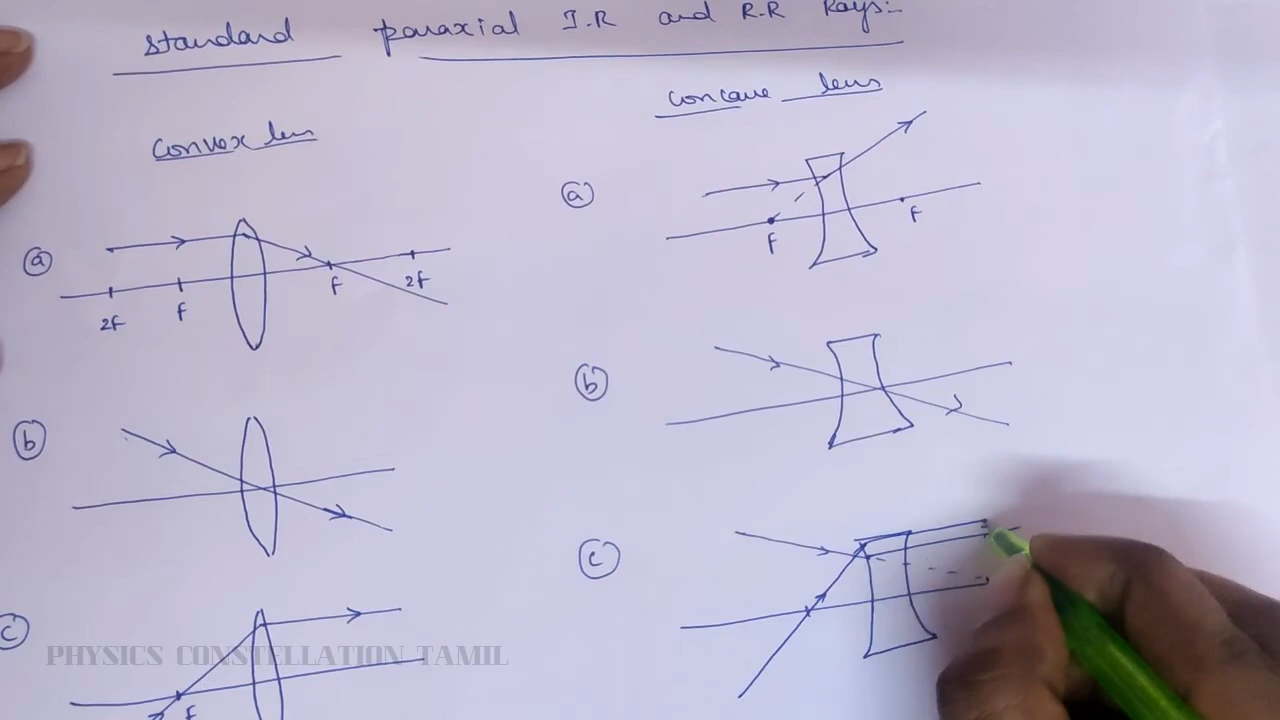 standard paraxial I.R and R.R Rays:-
concave lens
convex lens
a
F
F
a
2f
f
f
2f
b
b
c
c
f
PHYSICS CONSTELLATION TAMIL